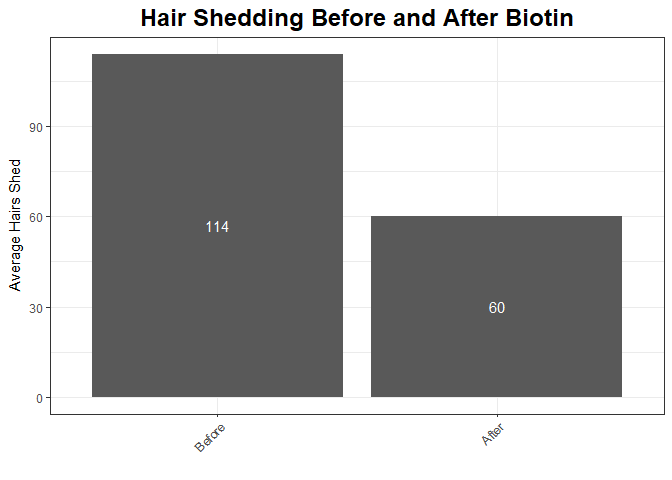 Hair Shedding Before and After Biotin
Average Hairs Shed
90
60
30
0
114
60
Before
After